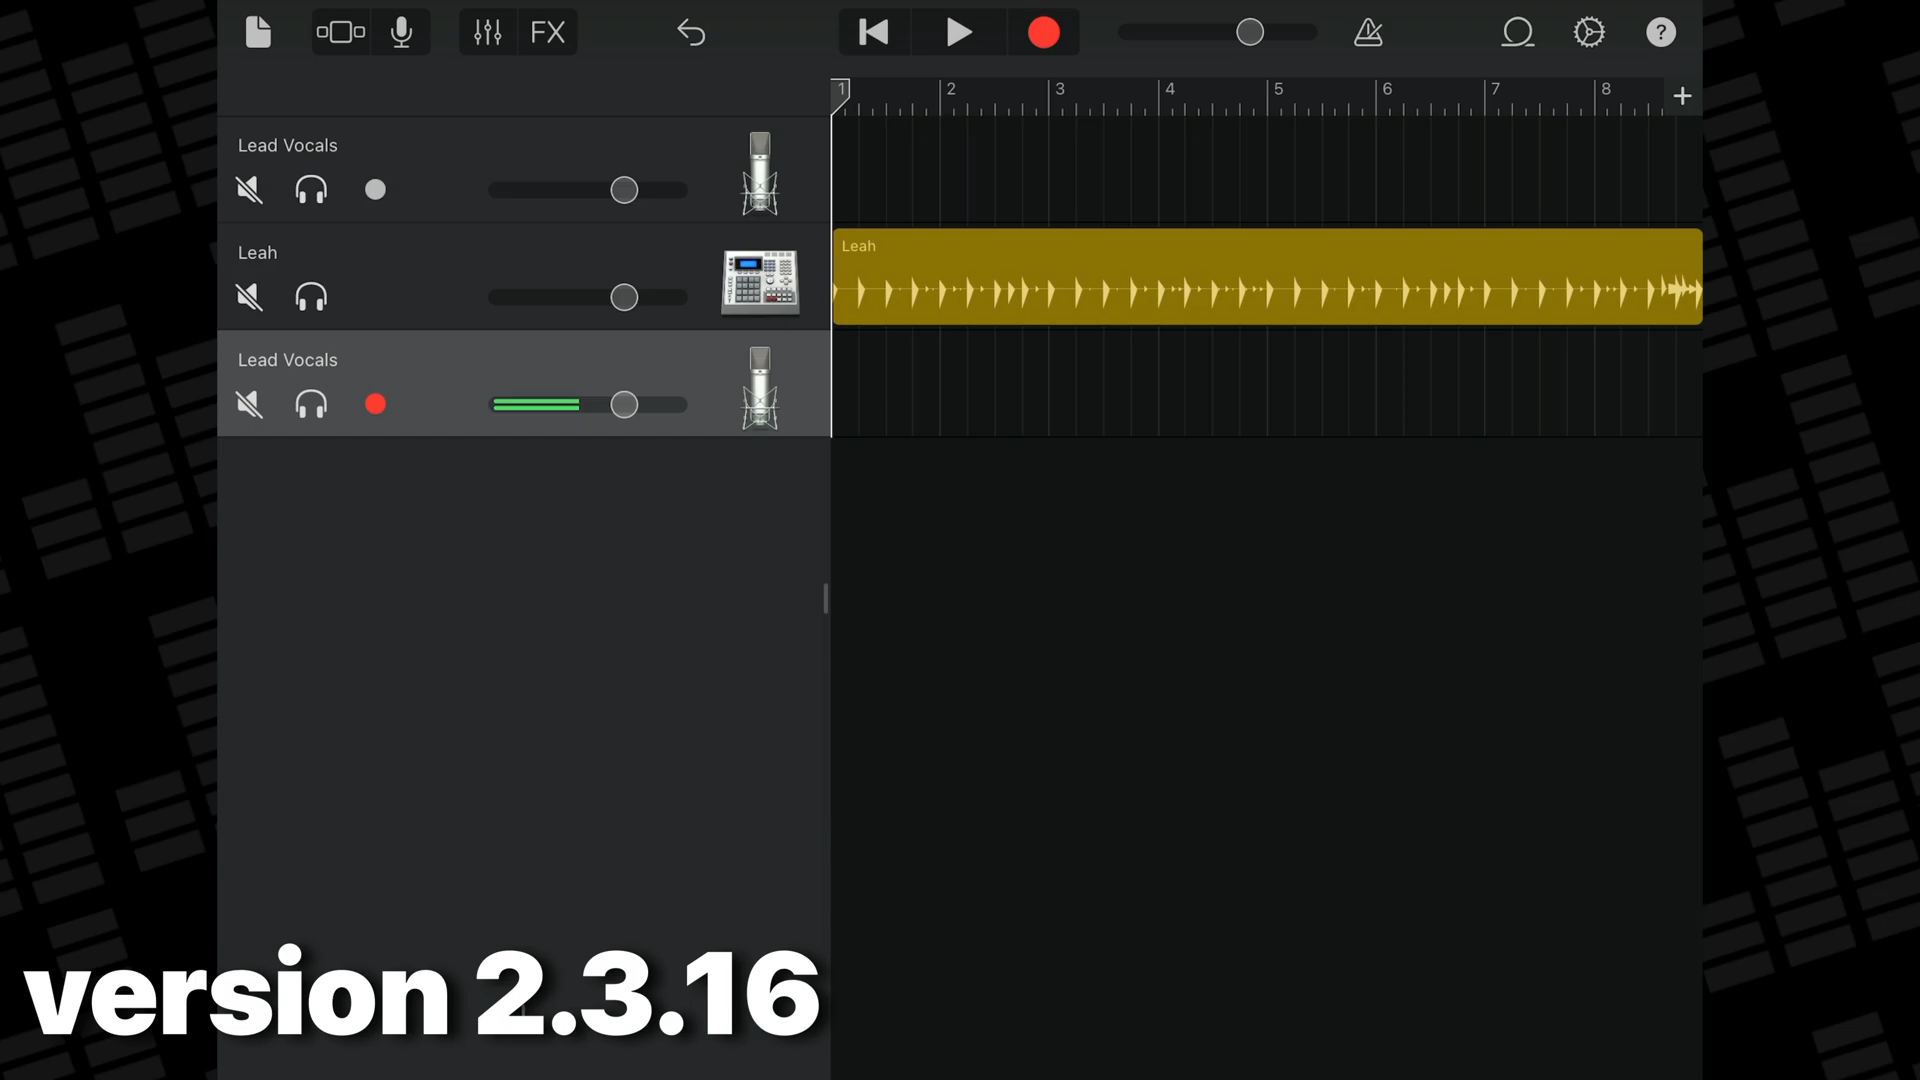 FX
1 2 3 4 5 6 7 8 +
?
Lead Vocals
Leah
Leah
Lead Vocals
version 2.3.16